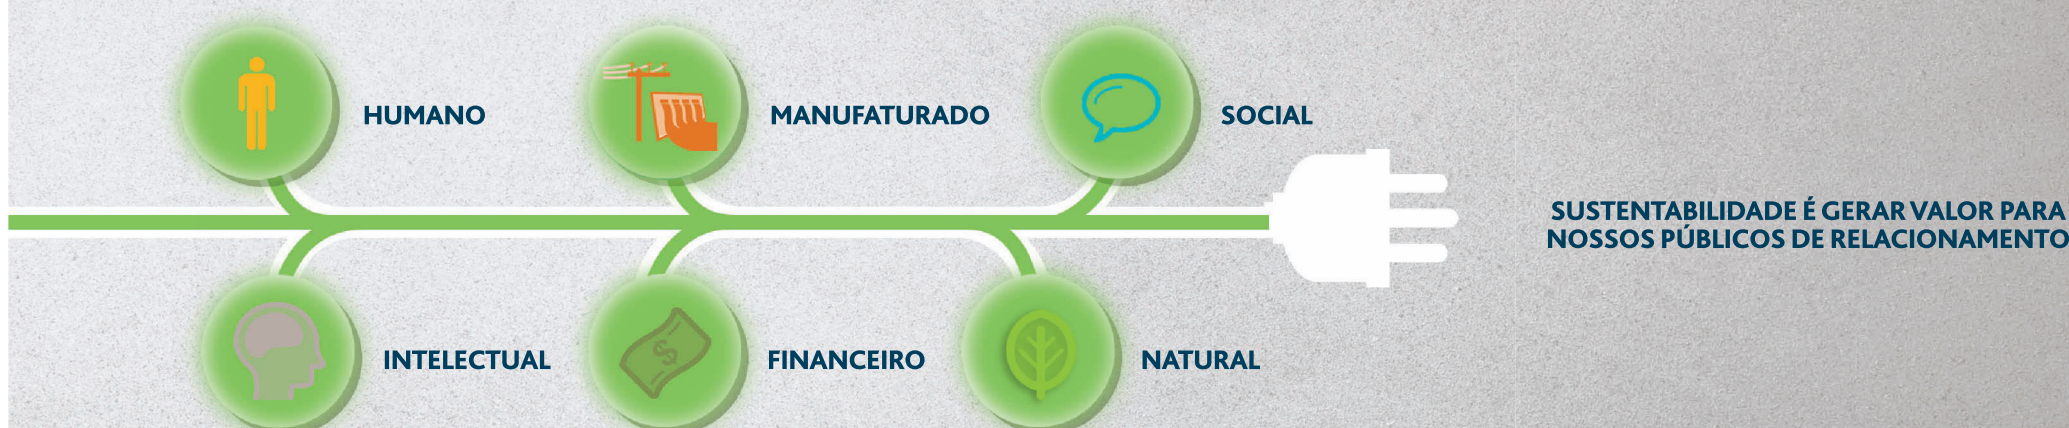 HUMANO
MANUFATURADO
SOCIAL
SUSTENTABILIDADE É GERAR VALOR PARA
NOSSOS PÚBLICOS DE RELACIONAMENTO
INTELECTUAL
FINANCEIRO
NATURAL